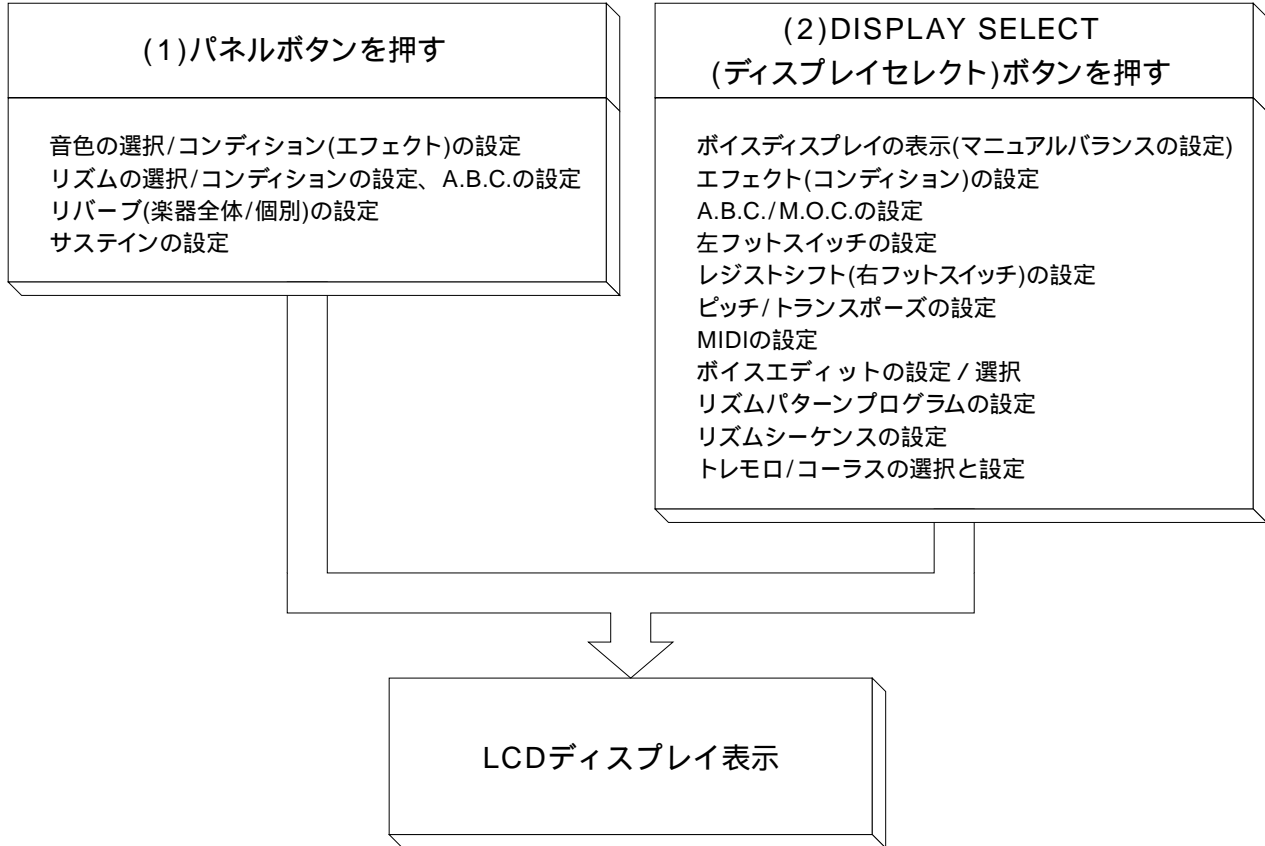 (1)パネルボタンを押す
音色の選択/コンディション(エフェクト)の設定
リズムの選択/コンディションの設定、A.B.C.の設定
リバーブ(楽器全体/個別)の設定
サステインの設定
(2)DISPLAY SELECT
(ディスプレイセレクト)ボタンを押す
ボイスディスプレイの表示(マニュアルバランスの設定)
エフェクト(コンディション)の設定
A.B.C./M.O.C.の設定
左フットスイッチの設定
レジストシフト(右フットスイッチ)の設定
ピッチ/トランスポーズの設定
MIDIの設定
ボイスエディットの設定／選択
リズムパターンプログラムの設定
リズムシーケンスの設定
トレモロ/コーラスの選択と設定
LCDディスプレイ表示